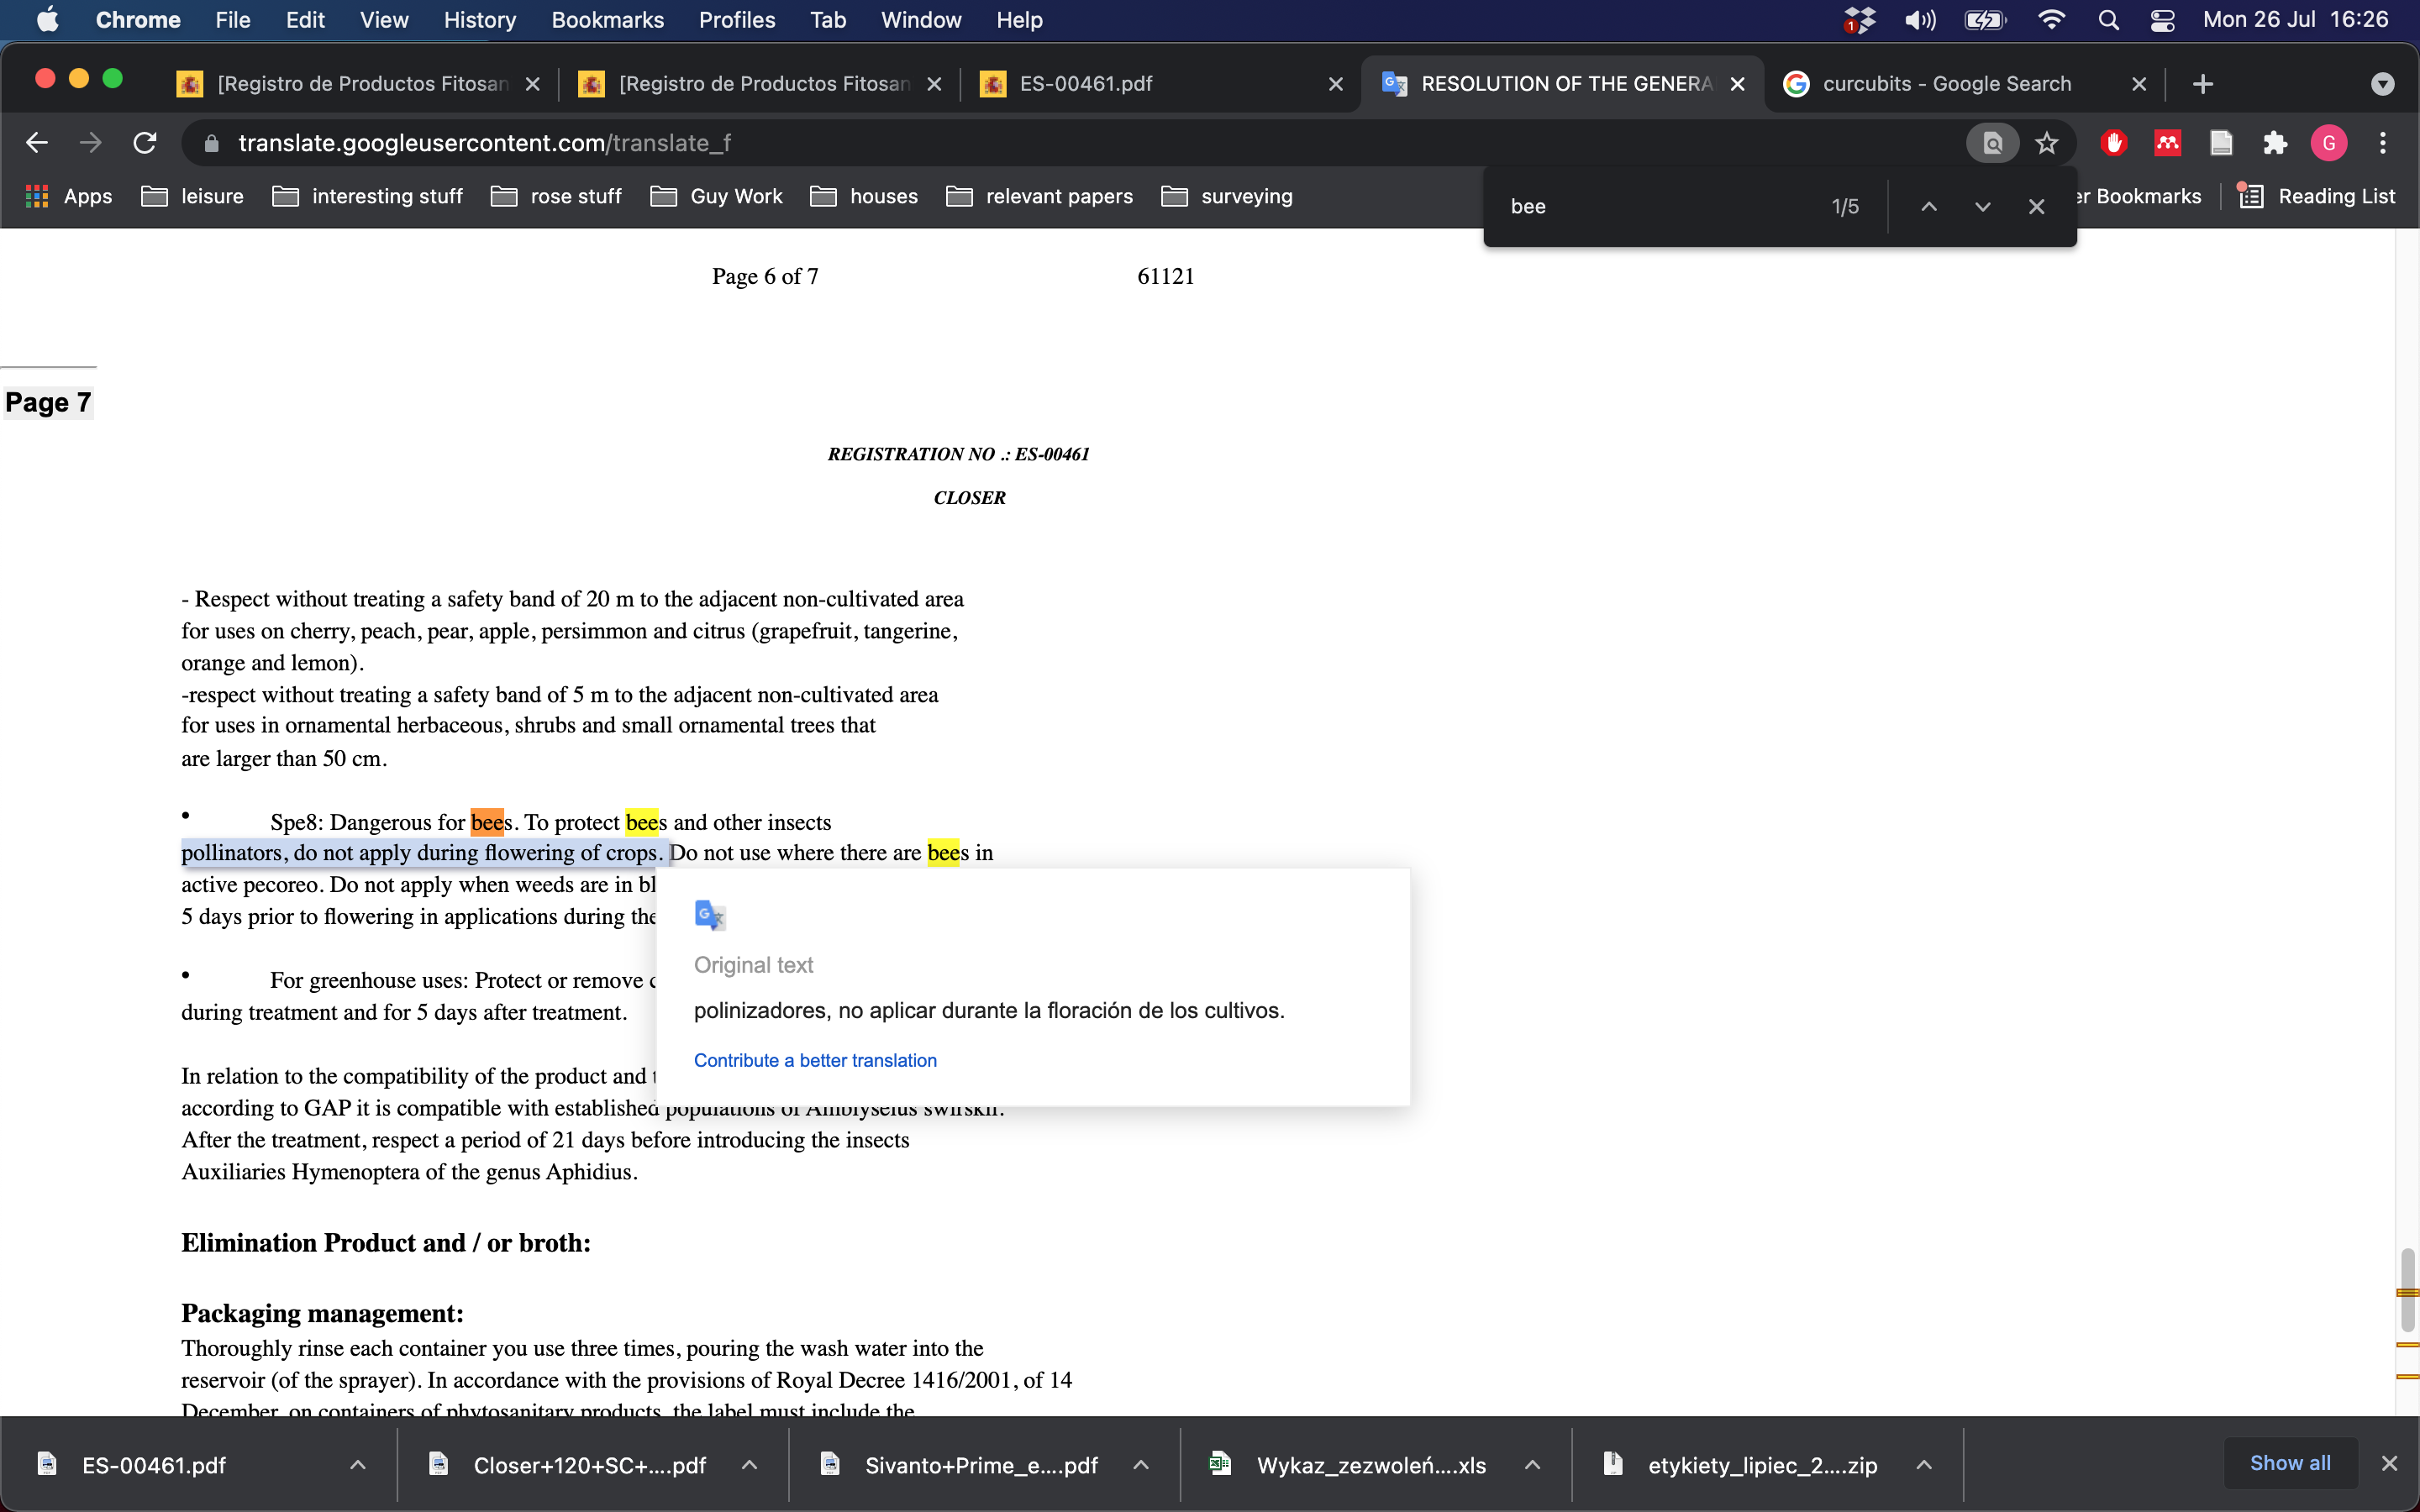 Chrome File Edit View History Bookmarks Profiles Tab Window Help 1 Mon 26 Jul 16:26
[Registro de Productos Fitosan [Registro de Productos Fitosan ES-00461.pdf RESOLUTION OF THE GENERA curcubits - Google Search
translate.googleusercontent.com/translate_f G
Apps leisure interesting stuff rose stuff Guy Work houses relevant papers surveying er Bookmarks Reading List
bee 1/5
Page 6 of 7 61121
Page 7
REGISTRATION NO .: ES-00461
CLOSER
- Respect without treating a safety band of 20 m to the adjacent non-cultivated area
for uses on cherry, peach, pear, apple, persimmon and citrus (grapefruit, tangerine,
orange and lemon).
-respect without treating a safety band of 5 m to the adjacent non-cultivated area
for uses in ornamental herbaceous, shrubs and small ornamental trees that
are larger than 50 cm.
• Spe8: Dangerous for bees. To protect bees and other insects
pollinators, do not apply during flowering of crops. Do not use where there are bees in
active pecoreo. Do not apply when weeds are in bl
5 days prior to flowering in applications during the
Original text
polinizadores, no aplicar durante la floración de los cultivos.
Contribute a better translation
• For greenhouse uses: Protect or remove c
during treatment and for 5 days after treatment.
In relation to the compatibility of the product and t
according to GAP it is compatible with established populations of Amblyseius swirskii.
After the treatment, respect a period of 21 days before introducing the insects
Auxiliaries Hymenoptera of the genus Aphidius.
Elimination Product and / or broth:
Packaging management:
Thoroughly rinse each container you use three times, pouring the wash water into the
reservoir (of the sprayer). In accordance with the provisions of Royal Decree 1416/2001, of 14
December, on containers of phytosanitary products, the label must include the
ES-00461.pdf Closer+120+SC+....pdf Sivanto+Prime_e....pdf Wykaz_zezwoleń....xls etykiety_lipiec_2....zip Show all